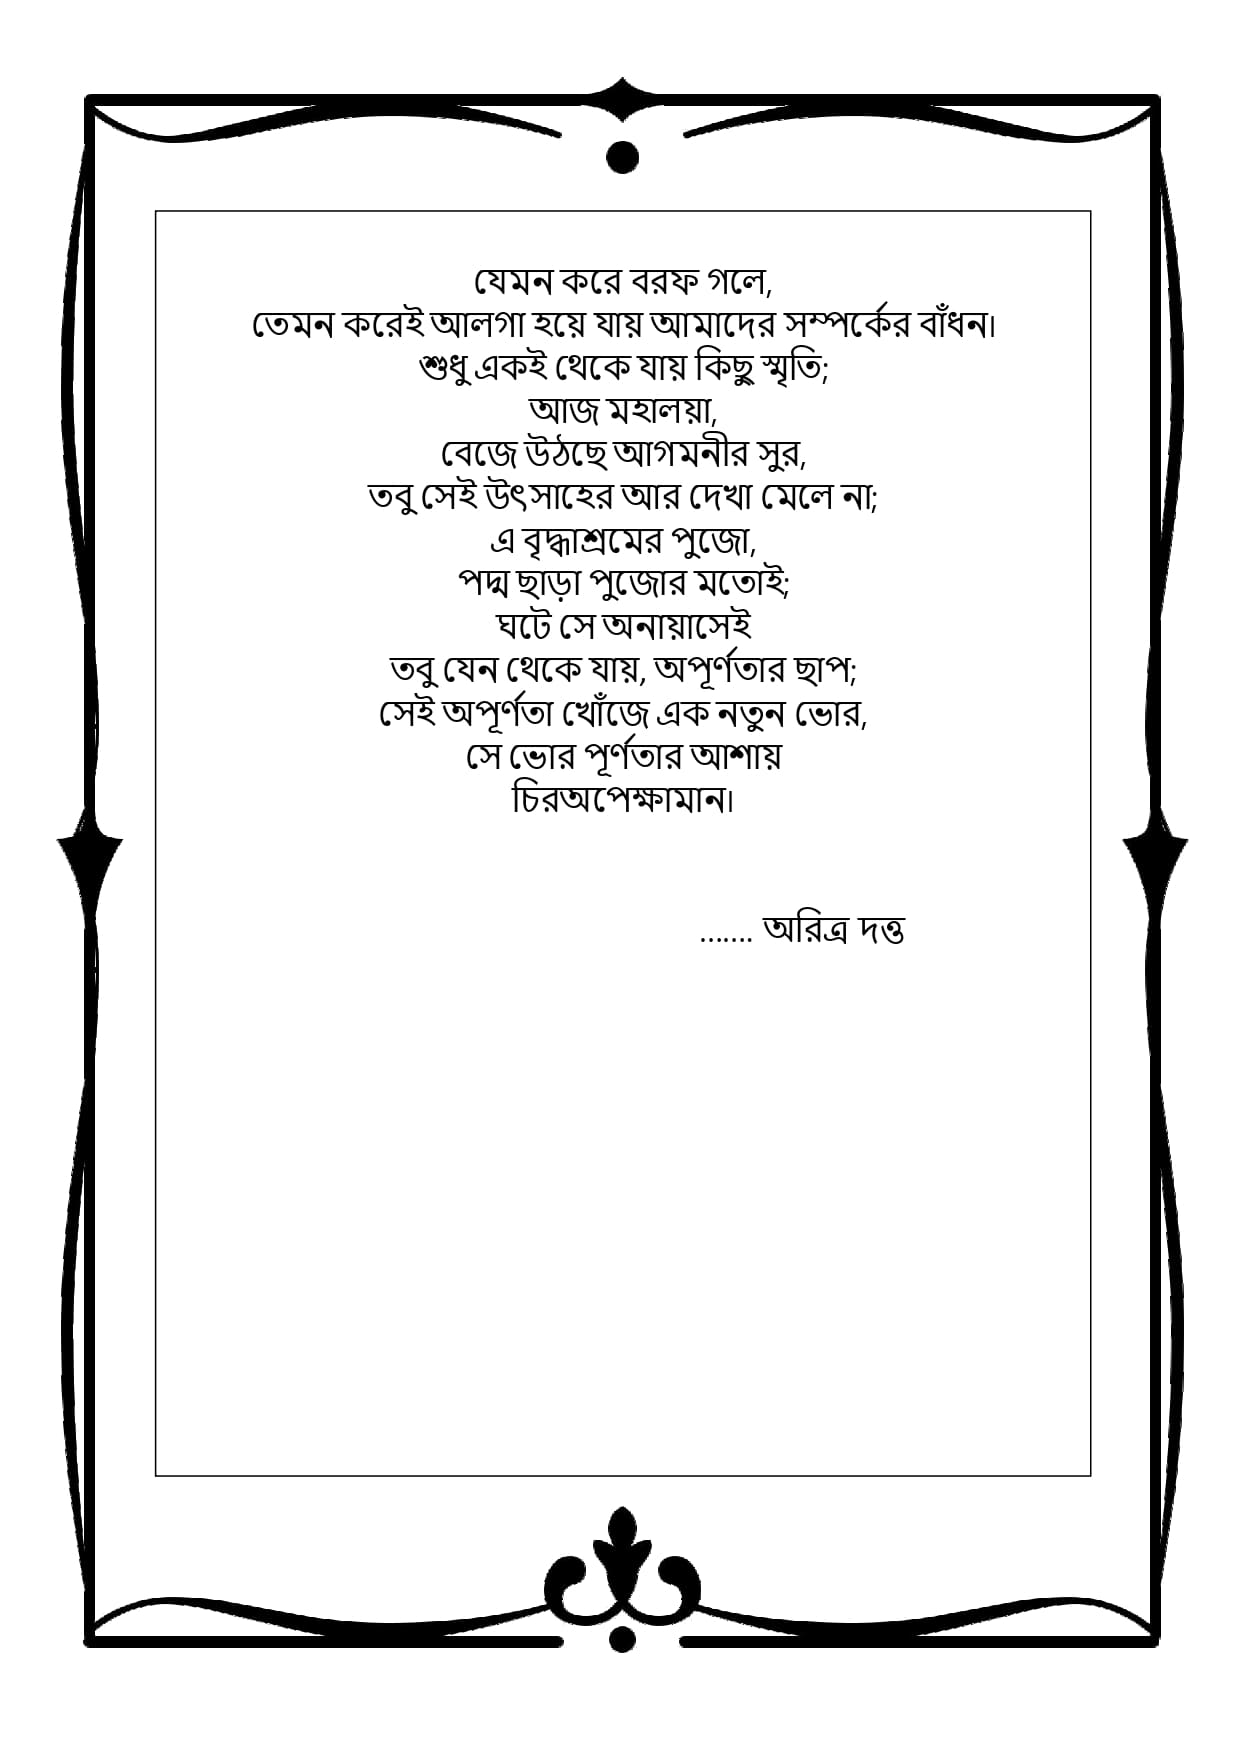 যেমন করে বরফ গলে,
তেমন করেই আলগা হয়ে যায় আমাদের সম্পর্কের বাঁধন।
শুধু একই থেকে যায় কিছু স্মৃতি;
আজ মহালয়া,
বেজে উঠছে আগমনীর সুর,
তবু সেই উৎসাহের আর দেখা মেলে না;
এ বৃদ্ধাশ্রমের পুজো,
পদ্ম ছাড়া পুজোর মতোই;
ঘটে সে অনায়াসেই
তবু যেন থেকে যায়, অপূর্ণতার ছাপ;
সেই অপূর্ণতা খোঁজে এক নতুন ভোর,
সে ভোর পূর্ণতার আশায়
চিরঅপেক্ষামান।
....... অরিত্র দত্ত